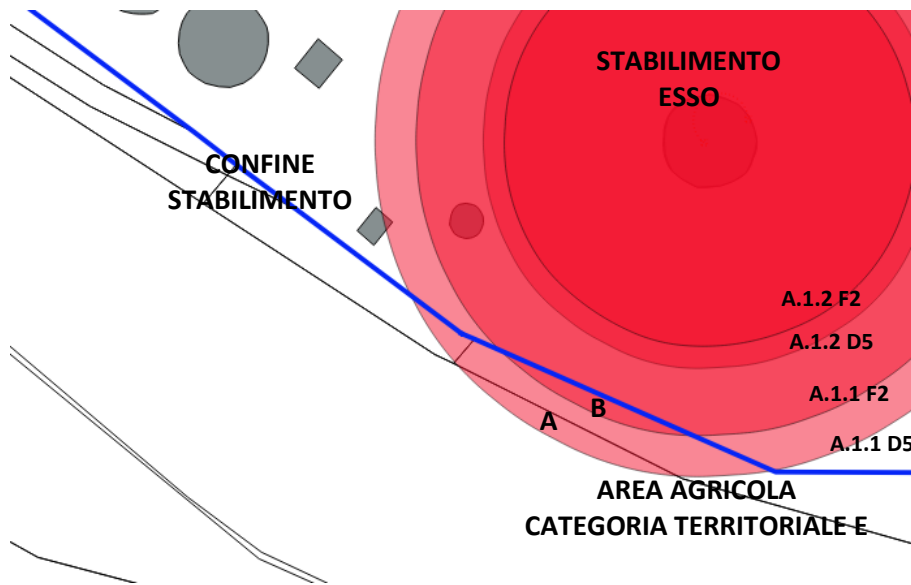 STABILIMENTO
ESSO
CONFINE
STABILIMENTO
A.1.2 F2
A.1.2 D5
A.1.1 F2
B
A
A.1.1 D5
AREA AGRICOLA
CATEGORIA TERRITORIALE E